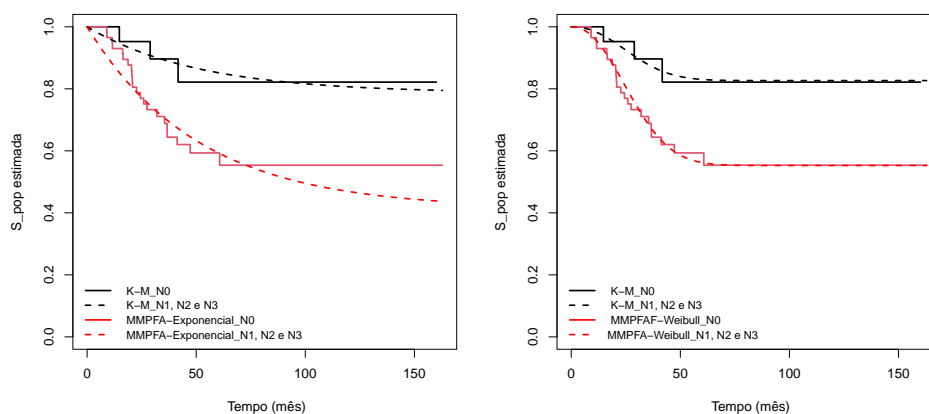 S_pop estimada
1.0
0.8
0.6
0.4
0.2
0.0
K−M_N0
K−M_N1, N2 e N3
MMPFA−Exponencial_N0
MMPFA−Exponencial_N1, N2 e N3
0 50 100 150
Tempo (mês)
S_pop estimada
1.0
0.8
0.6
0.4
0.2
0.0
K−M_N0
K−M_N1, N2 e N3
MMPFAF−Weibull_N0
MMPFA−Weibull_N1, N2 e N3
0 50 100 150
Tempo (mês)